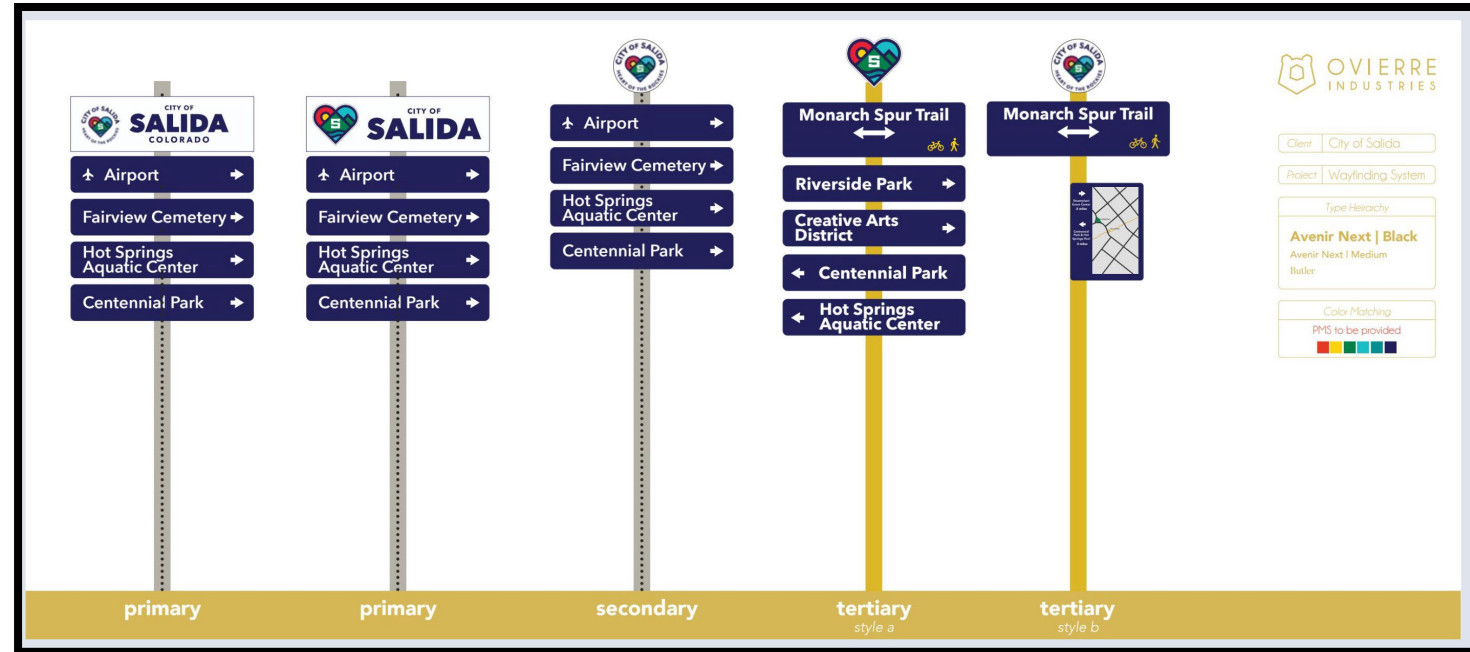 CITY OF SALIDA
HEART OF THE ROCKIES
CITY OF
SALIDA
COLORADO
Airport
Fairview Cemetery
Hot Springs
Aquatic Center
Centennial Park
primary
S
CITY OF
SALIDA
Airport
Fairview Cemetery
Hot Springs
Aquatic Center
Centennial Park
primary
CITY OF SALIDA
S
HEART OF THE ROCKIES
Airport
Fairview Cemetery
Hot Springs
Aquatic Center
Centennial Park
secondary
S
Monarch Spur Trail
Riverside Park
Creative Arts
District
Centennial Park
Hot Springs
Aquatic Center
tertiary
style a
CITY OF SALIDA
S
HEART OF THE ROCKIES
Monarch Spur Trail
tertiary
style b
OVIERRE
INDUSTRIES
Client City of Salida
Project Wayfinding System
Type Heirarchy
Avenir Next | Black
Avenir Next | Medium
Butler
Color Matching
PMS to be provided